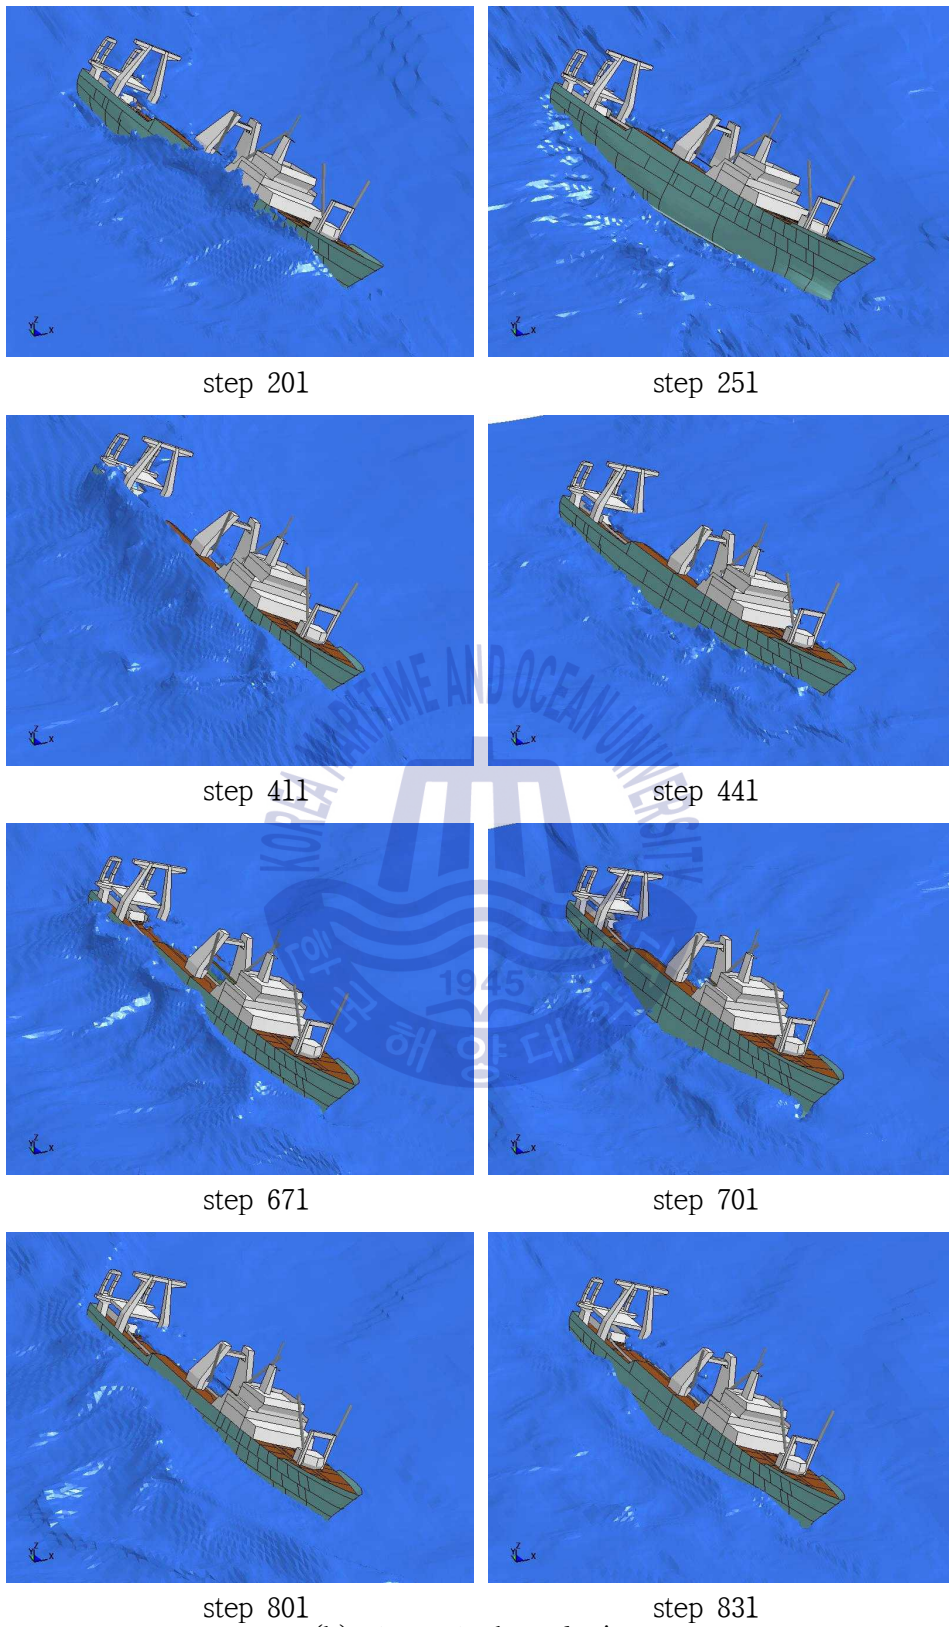 step 201
step 251
step 411
step 441
KOREA MARITIME AND OCEAN UNIVERSITY
1945
해양대
step 671
step 701
step 801
step 831